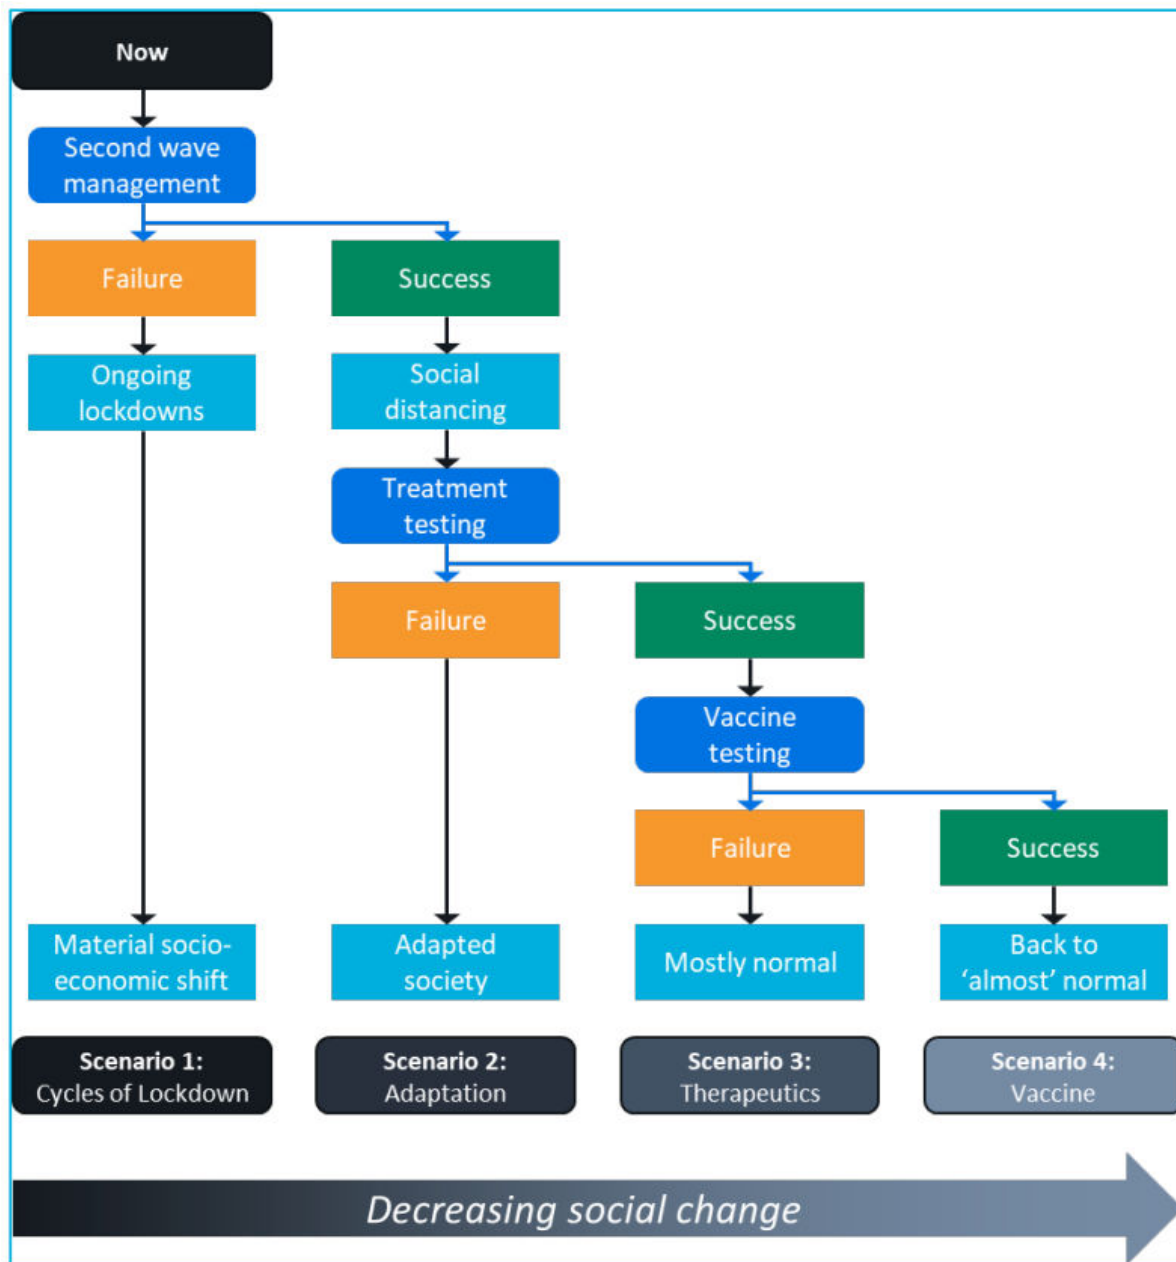 Now
Second wave
management
Failure
Success
Ongoing
lockdowns
Social
distancing
Treatment
testing
Failure
Success
Vaccine
testing
Failure
Success
Material socio-
economic shift
Adapted
society
Mostly normal
Back to
‘almost’ normal
Scenario 1:
Cycles of Lockdown
Scenario 2:
Adaptation
Scenario 3:
Therapeutics
Scenario 4:
Vaccine
Decreasing social change